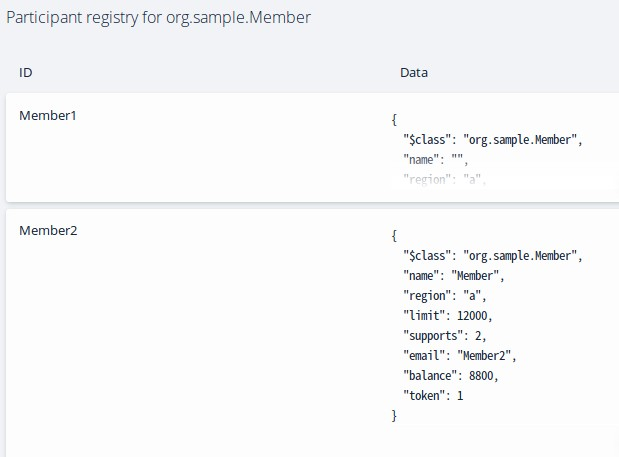 Participant registry for org.sample.Member
ID Data
Member1
{
"$class": "org.sample.Member",
"name": "",
"region": "a",
Member2
{
"$class": "org.sample.Member",
"name": "Member",
"region": "a",
"limit": 12000,
"supports": 2,
"email": "Member2",
"balance": 8800,
"token": 1
}